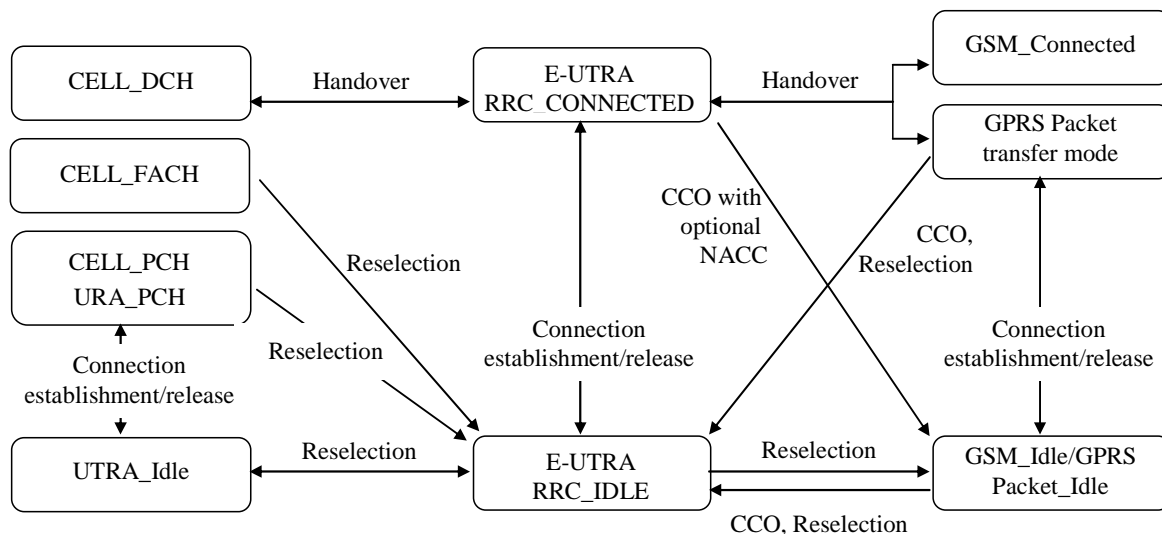 GSM_Connected
CELL_DCH
Handover
E-UTRA
RRC_CONNECTED
Handover
GPRS Packet
transfer mode
CELL_FACH
CCO with
optional
NACC
CCO,
Reselection
CELL_PCH
URA_PCH
Reselection
Reselection
Connection
establishment/release
Connection
establishment/release
Connection
establishment/release
UTRA_Idle
Reselection
E-UTRA
RRC_IDLE
Reselection
GSM_Idle/GPRS
Packet_Idle
CCO, Reselection